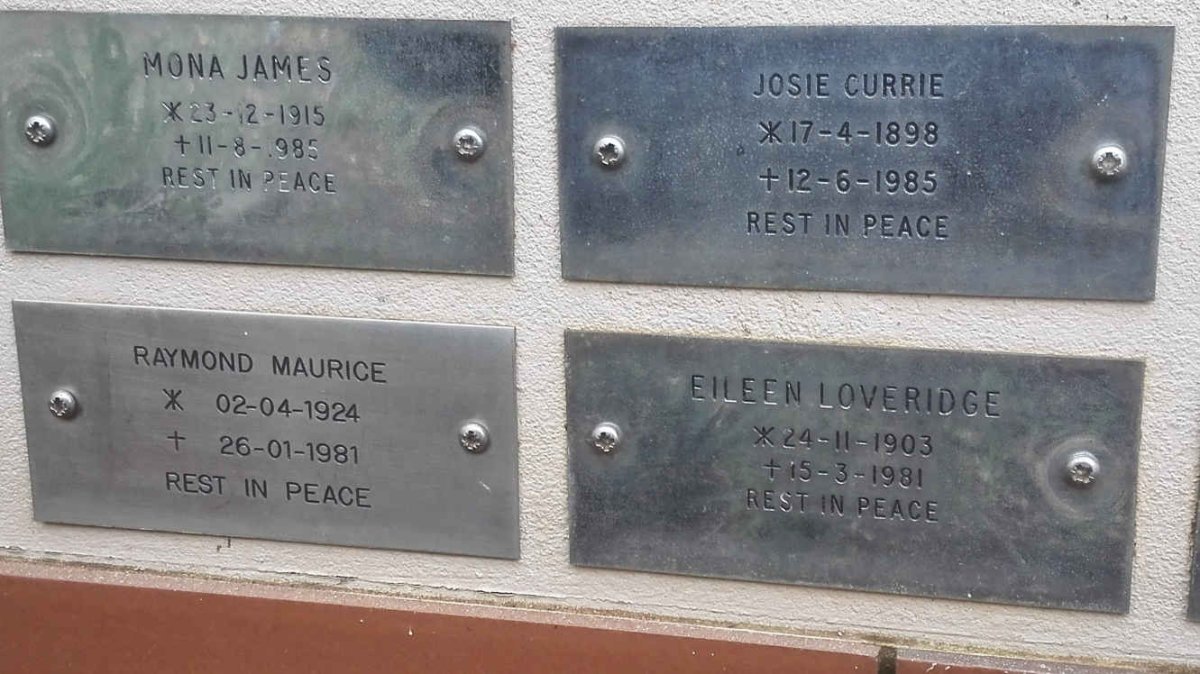 MONA JAMES
* 23-12-1915
† 11-8-1985
REST IN PEACE
JOSIE CURRIE
* 17-4-1898
† 12-6-1985
REST IN PEACE
RAYMOND MAURICE
* 02-04-1924
† 26-01-1981
REST IN PEACE
EILEEN LOVERIDGE
* 24-11-1903
† 15-3-1981
REST IN PEACE